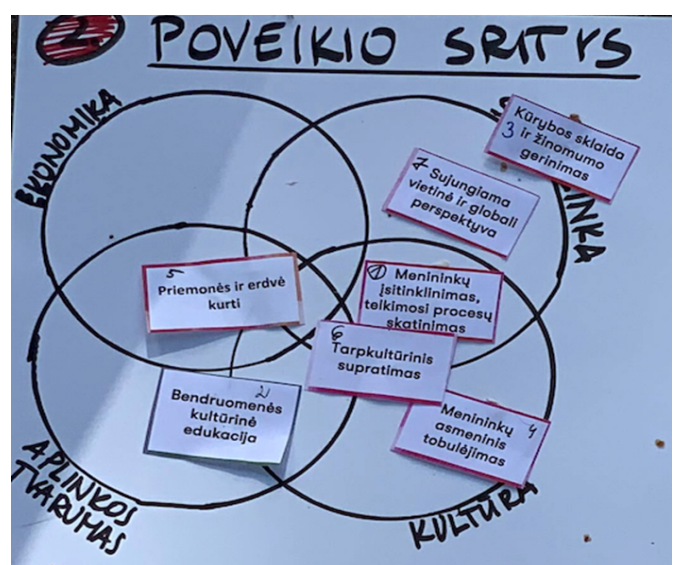 2. POVEIKIO SRITYS
EKONOMIKA
3 Kūrybos sklaida
ir žinomumo
gerinimas
7 Sujungiama
vietinė ir globali
perspektyva
5
Priemonės ir erdvė
kurti
1 Menininkų
įsitinklinimas,
telkimosi procesų
skatinimas
6
Tarpkultūrinis
supratimas
2
Bendruomenės
kultūrinė
edukacija
Menininkų 4
asmeninis
tobulėjimas
APLINKOS
TVARUMAS
KULTŪRA